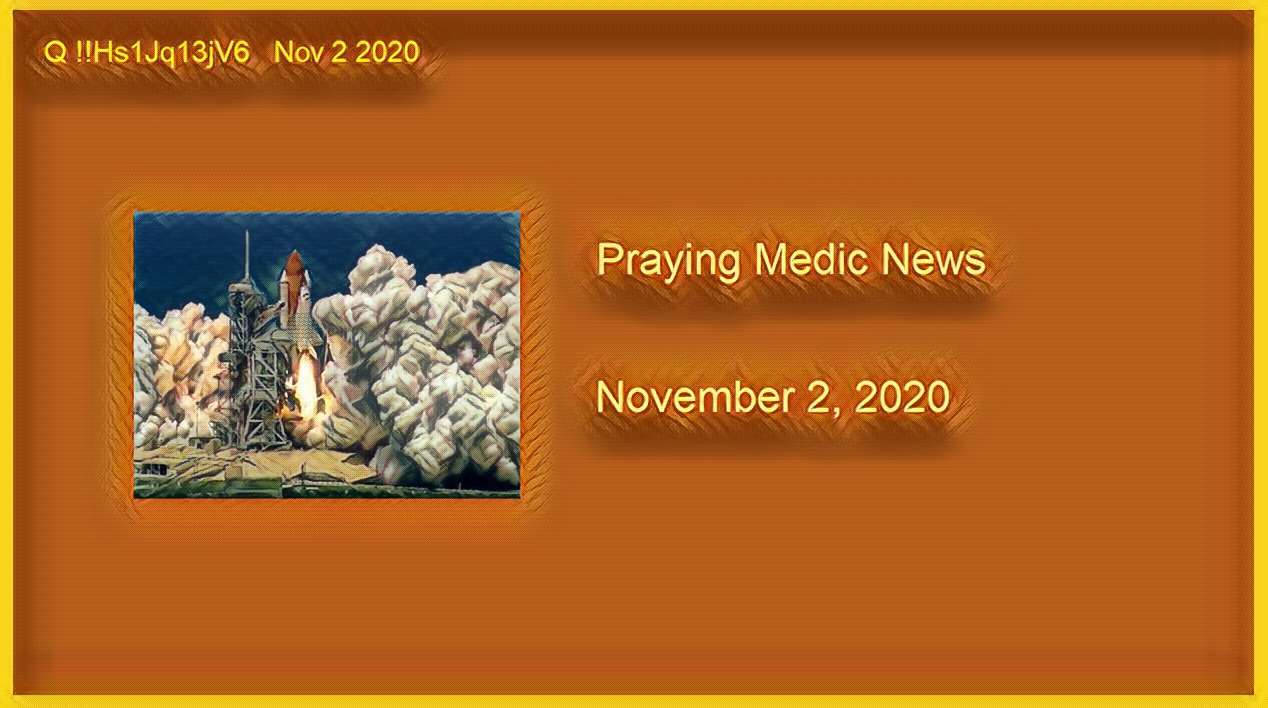 Q !!Hs1Jq13jV6 Nov 2 2020
Praying Medic News
November 2, 2020